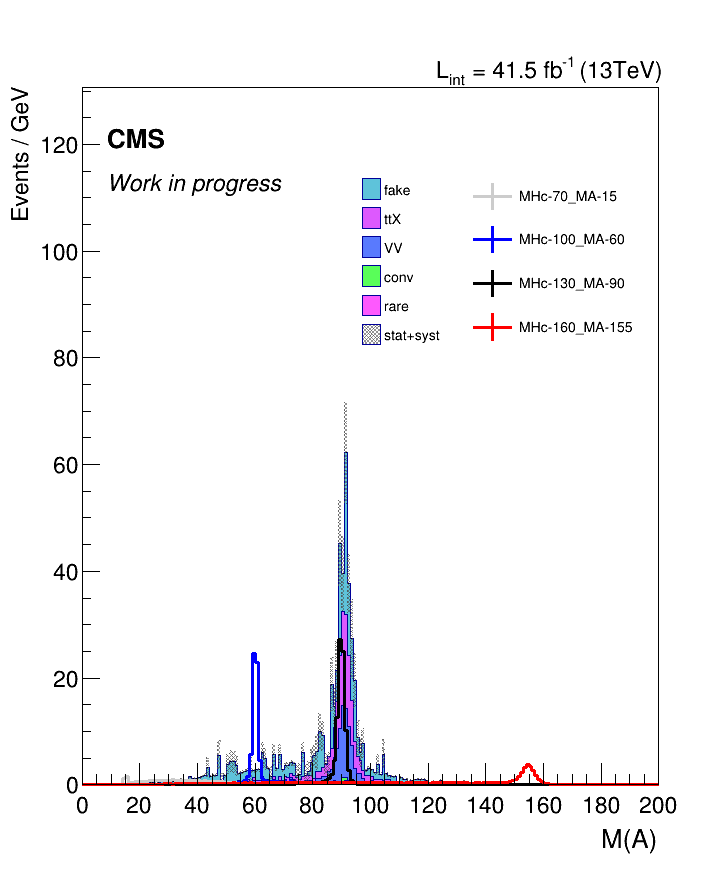 L_int = 41.5 fb^-1 (13TeV)
Events / GeV
CMS
Work in progress
fake
ttX
VV
conv
rare
stat+syst
MHc-70_MA-15
MHc-100_MA-60
MHc-130_MA-90
MHc-160_MA-155
120
100
80
60
40
20
0
0 20 40 60 80 100 120 140 160 180 200
M(A)